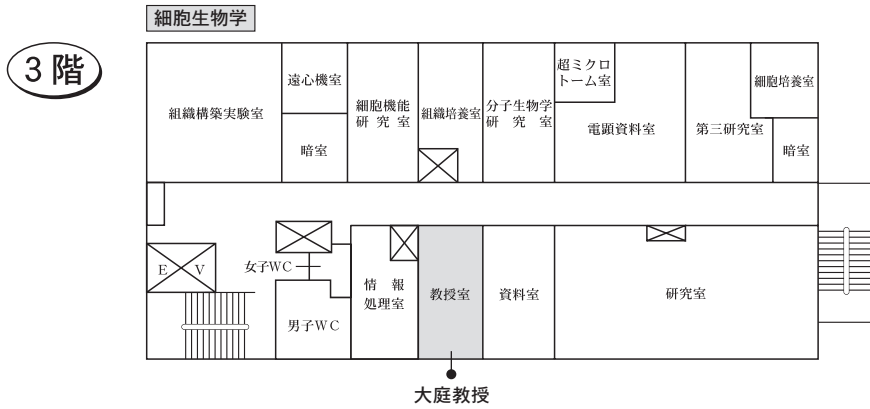 細胞生物学
3階
組織構築実験室
遠心機室
暗室
細胞機能
研究室
組織培養室
分子生物学
研究室
超ミクロ
トーム室
電顕資料室
第三研究室
細胞培養室
暗室
EV
女子WC
男子WC
情報
処理室
教授室
資料室
研究室
大庭教授